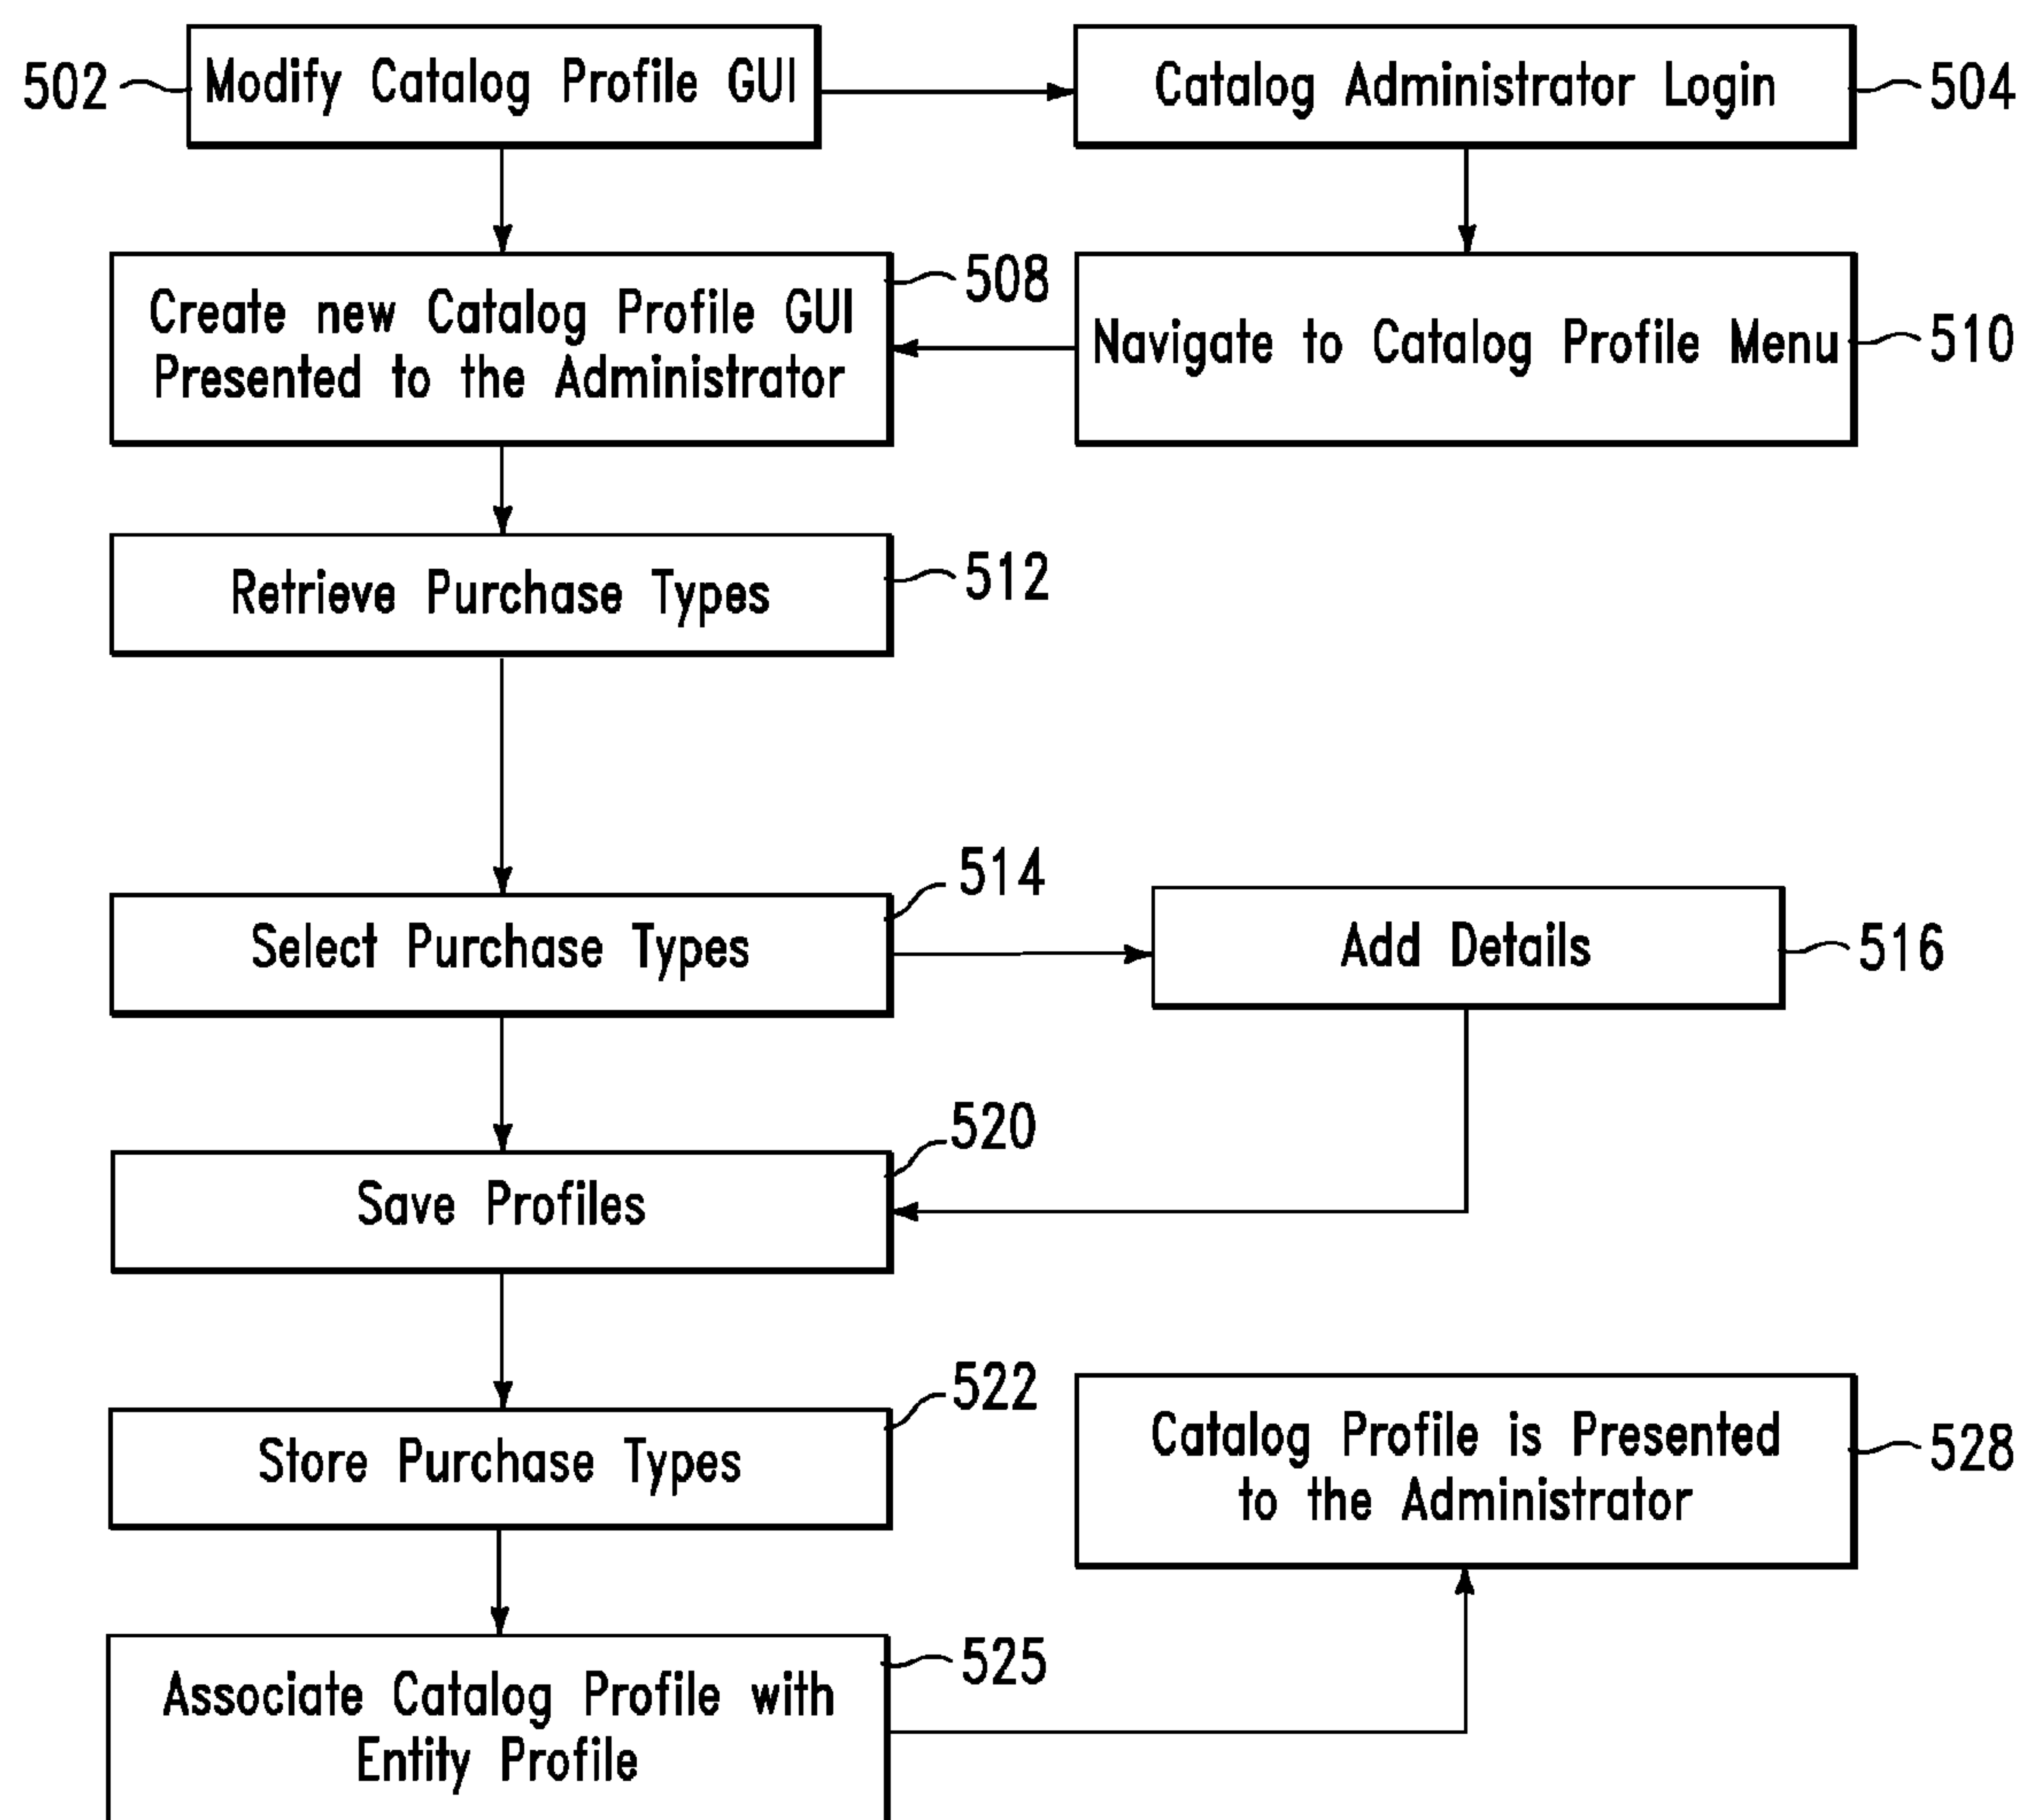 502
Modify Catalog Profile GUI
Catalog Administrator Login
504
Create new Catalog Profile GUI
Presented to the Administrator
508
Navigate to Catalog Profile Menu
510
Retrieve Purchase Types
512
Select Purchase Types
514
Add Details
516
Save Profiles
520
Store Purchase Types
522
Catalog Profile is Presented
to the Administrator
528
Associate Catalog Profile with
Entity Profile
525